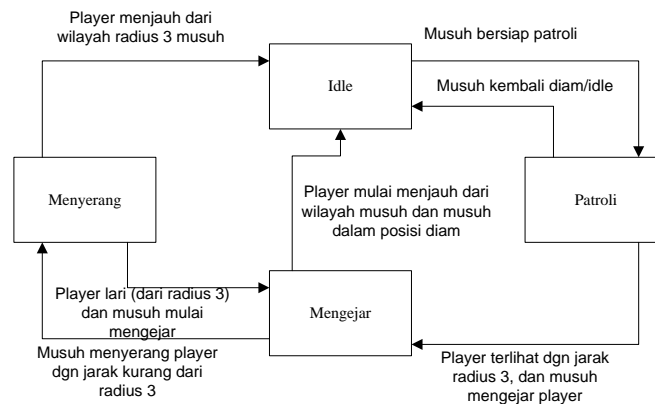 Player menjauh dari
wilayah radius 3 musuh
Musuh bersiap patroli
Idle
Musuh kembali diam/idle
Menyerang
Player mulai menjauh dari
wilayah musuh dan musuh
dalam posisi diam
Patroli
Player lari (dari radius 3)
dan musuh mulai
mengejar
Mengejar
Musuh menyerang player
dgn jarak kurang dari
radius 3
Player terlihat dgn jarak
radius 3, dan musuh
mengejar player